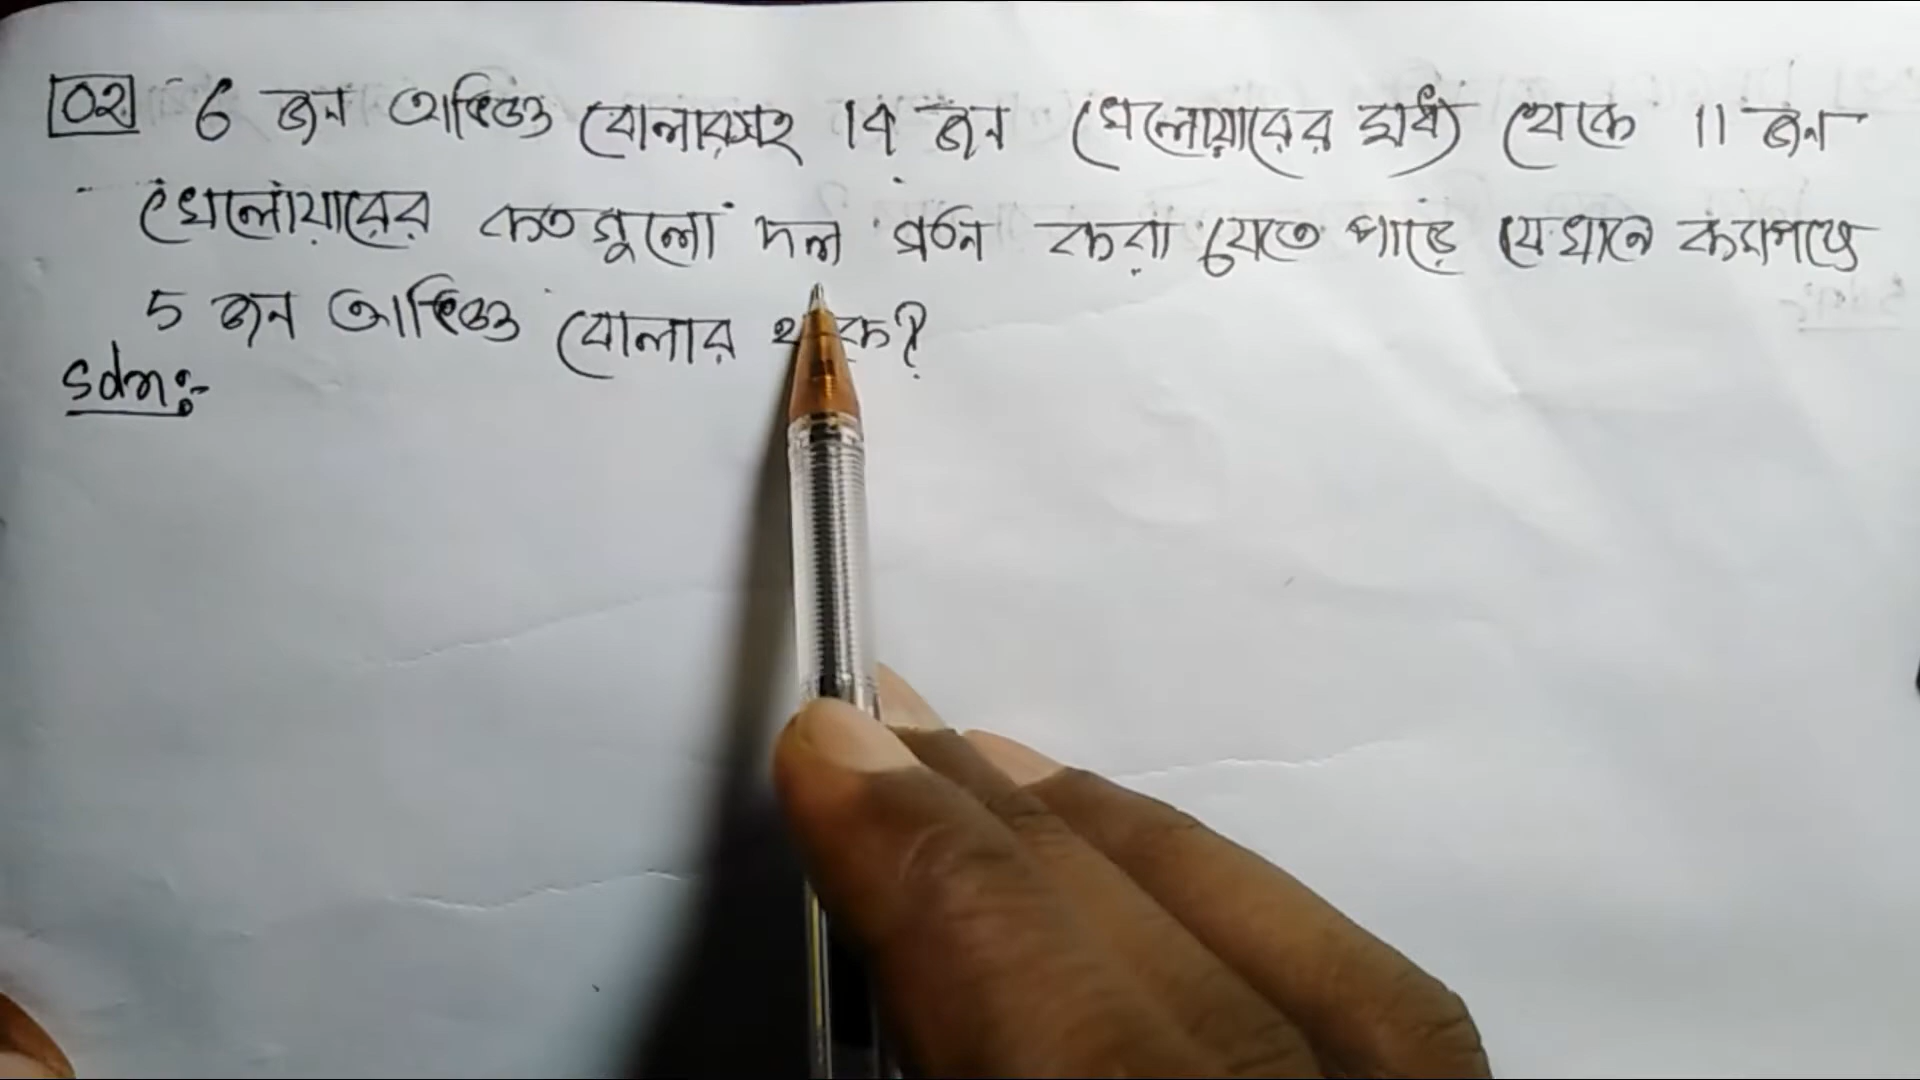 02 6 জন অভিজ্ঞ বোলারসহ 14 জন খেলোয়ারের মধ্য থেকে 11 জন
খেলোয়ারের কতগুলো দল গঠন করা যেতে পারে যেখানে কমপক্ষে
5 জন অভিজ্ঞ বোলার থাকে?
Soln:-